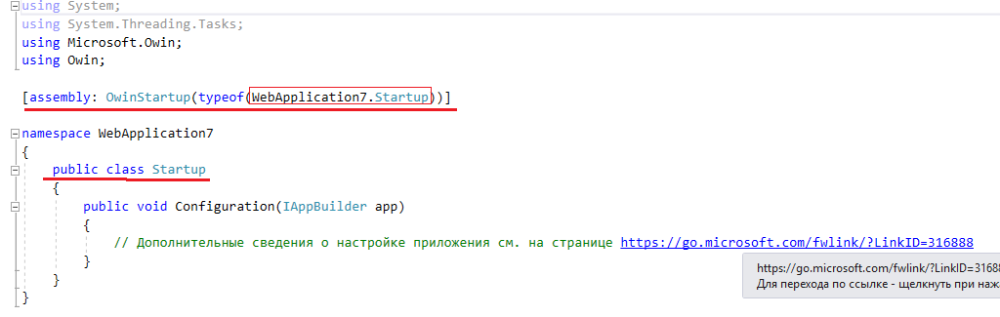 using System;
using System.Threading.Tasks;
using Microsoft.Owin;
using Owin;
[assembly: OwinStartup(typeof(WebApplication7.Startup))]
namespace WebApplication7
{
public class Startup
{
public void Configuration(IAppBuilder app)
{
// Дополнительные сведения о настройке приложения см. на странице https://go.microsoft.com/fwlink/?LinkID=316888
}
}
}
https://go.microsoft.com/fwlink/?LinkID=31688
Для перехода по ссылке - щелкнуть при наж